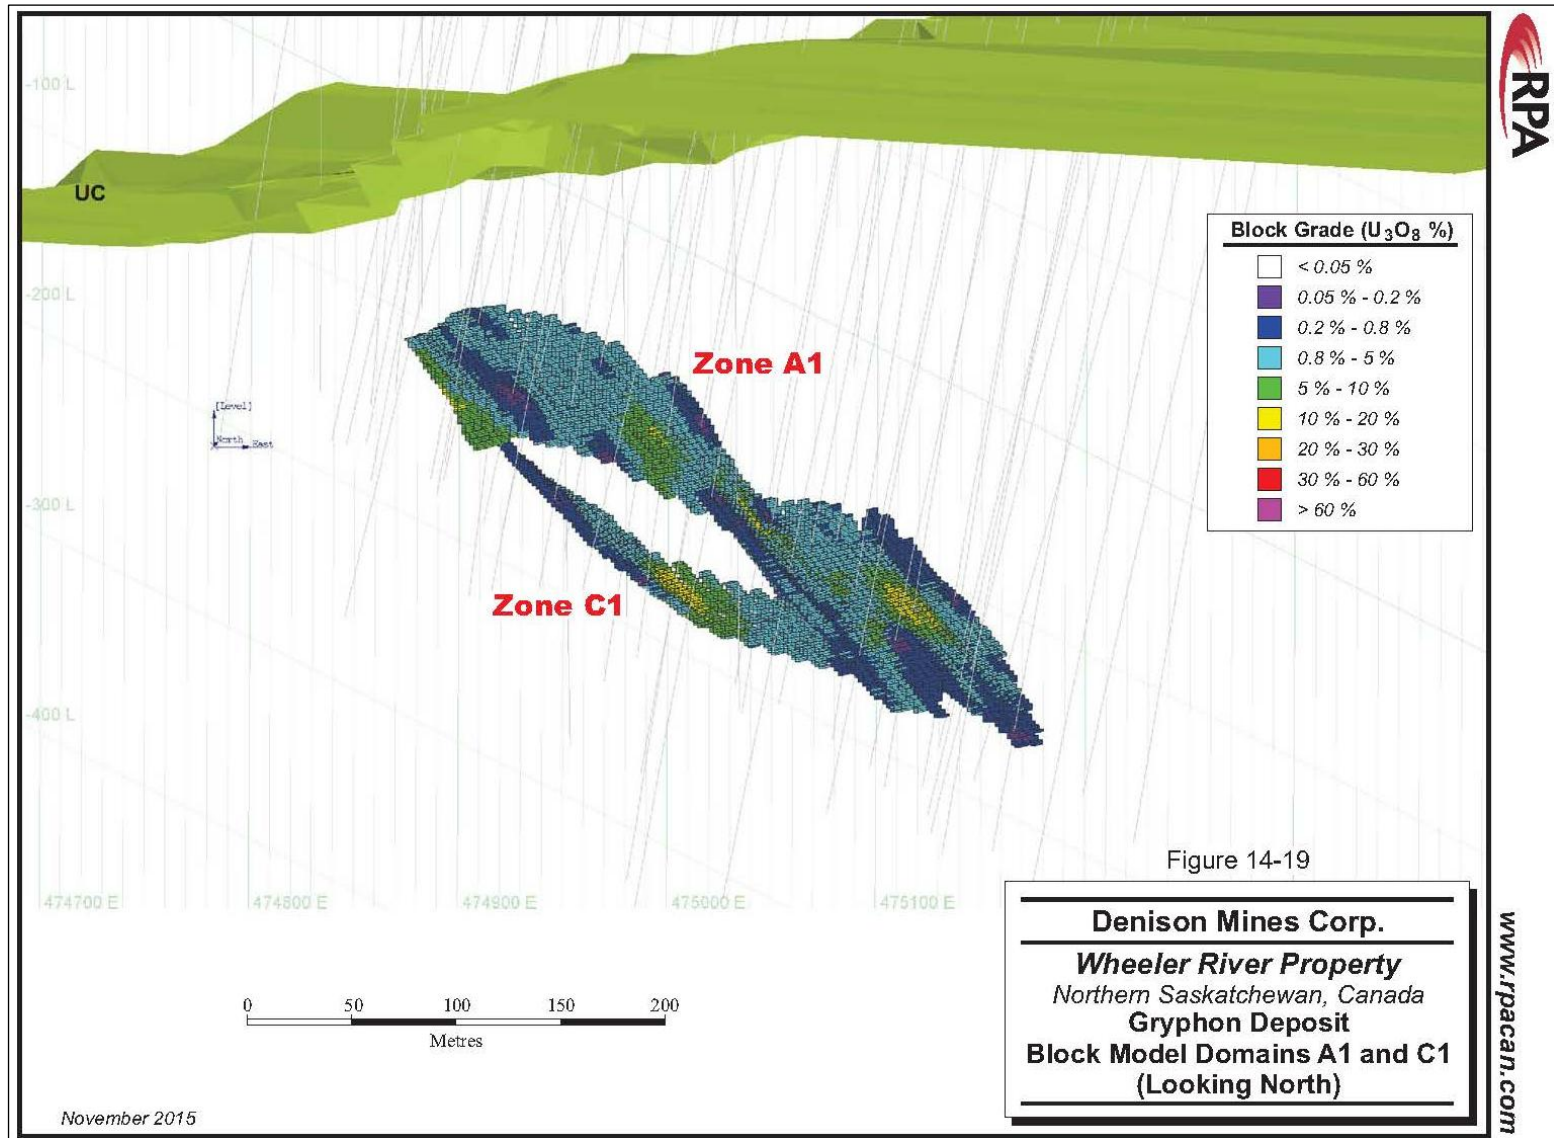 RPA
-100 L
UC
-200 L
Block Grade (U3O8 %)
< 0.05 %
0.05 % - 0.2 %
0.2 % - 0.8 %
0.8 % - 5 %
5 % - 10 %
10 % - 20 %
20 % - 30 %
30 % - 60 %
> 60 %
Zone A1
[Level]
North East
-300 L
Zone C1
-400 L
474700 E
474800 E
474900 E
475000 E
475100 E
Figure 14-19
Denison Mines Corp.
Wheeler River Property
Northern Saskatchewan, Canada
Gryphon Deposit
Block Model Domains A1 and C1
(Looking North)
0 50 100 150 200
Metres
November 2015
www.rpacan.com